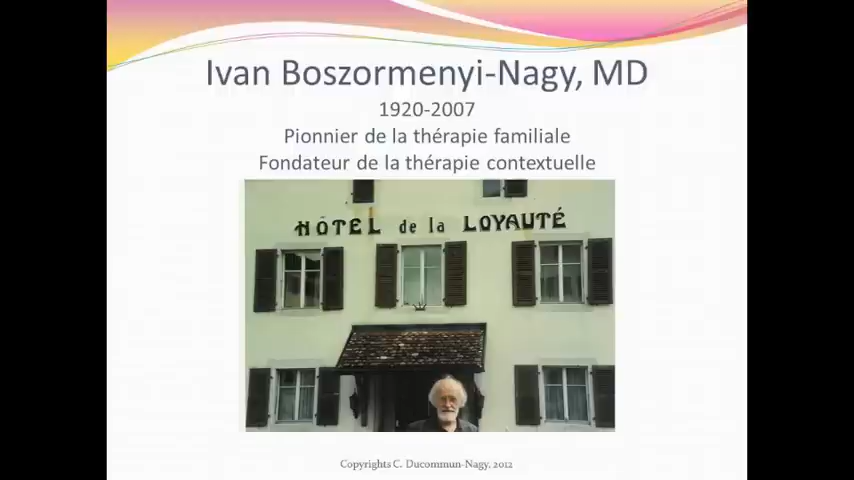 Ivan Boszormenyi-Nagy, MD
1920-2007
Pionnier de la thérapie familiale
Fondateur de la thérapie contextuelle
HÔTEL de la LOYAUTÉ
Copyrights C. Ducommun-Nagy, 2012